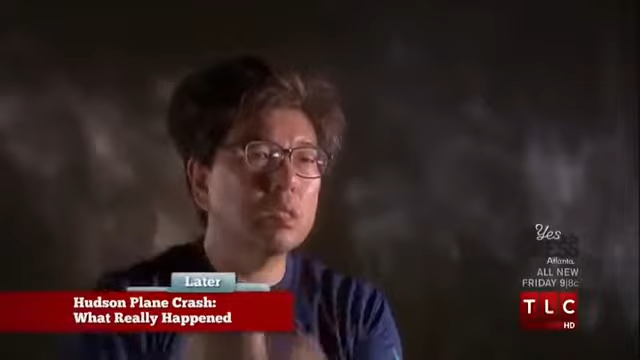 Later
Hudson Plane Crash:
What Really Happened
Yes
Atlanta
ALL NEW
FRIDAY 9|8c
TLC
HD